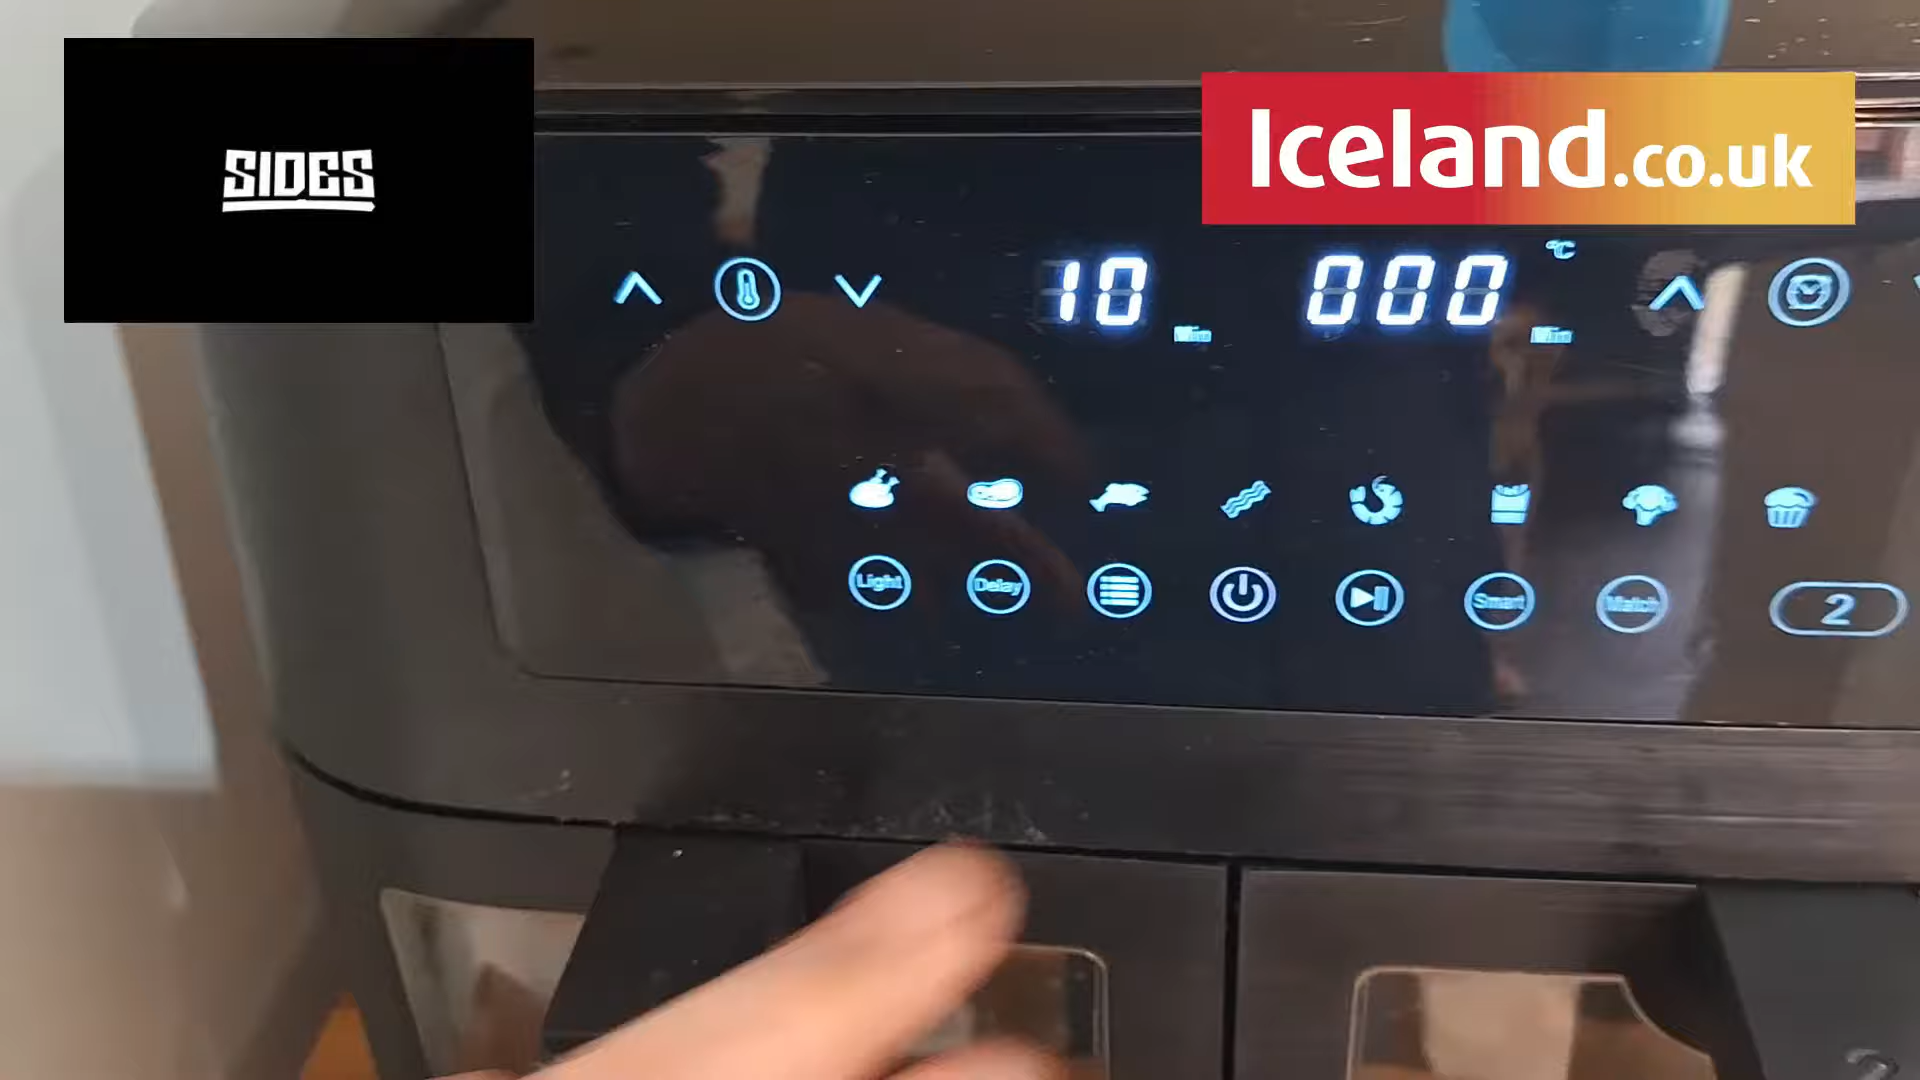 SIDES
Iceland.co.uk
10 Min
000 °C Min
Light Delay Smart Match 2